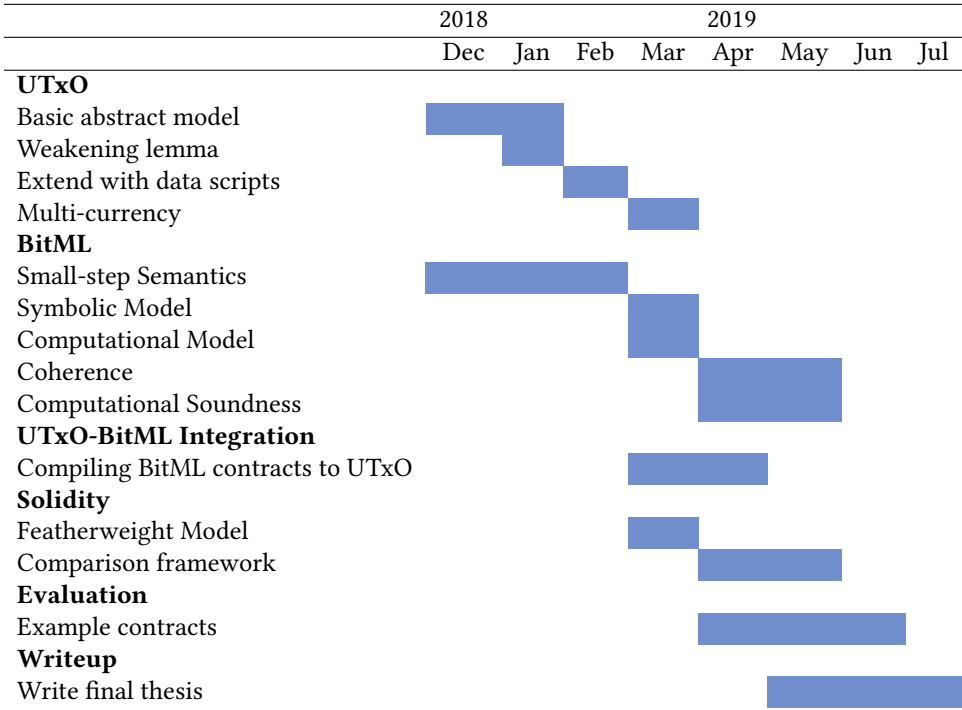 2018 2019
Dec Jan Feb Mar Apr May Jun Jul
UTxO
Basic abstract model
Weakening lemma
Extend with data scripts
Multi-currency
BitML
Small-step Semantics
Symbolic Model
Computational Model
Coherence
Computational Soundness
UTxO-BitML Integration
Compiling BitML contracts to UTxO
Solidity
Featherweight Model
Comparison framework
Evaluation
Example contracts
Writeup
Write final thesis